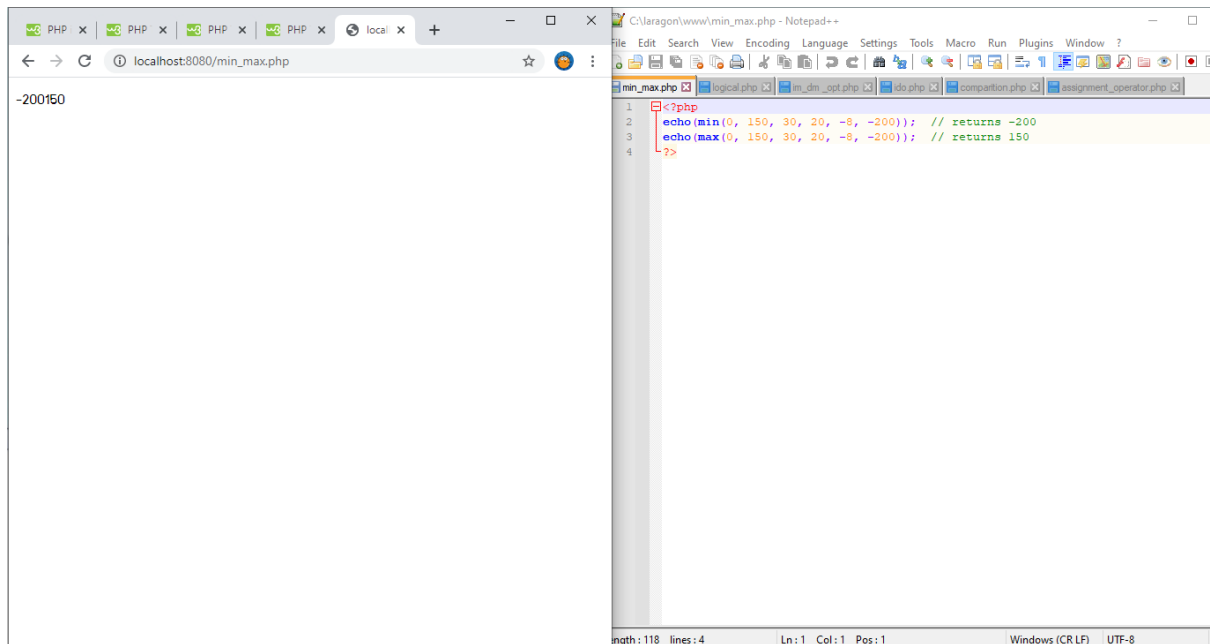 PHP
PHP
PHP
PHP
local
localhost:8080/min_max.php
-200150
C:\laragon\www\min_max.php - Notepad++
File Edit Search View Encoding Language Settings Tools Macro Run Plugins Window ?
min_max.php logical.php im_dm_opt.php do.php comparition.php assignment_operator.php
1 <?php
2 echo(min(0, 150, 30, 20, -8, -200));  // returns -200
3 echo(max(0, 150, 30, 20, -8, -200));  // returns 150
4 ?>
ength : 118 lines : 4 Ln : 1 Col : 1 Pos : 1 Windows (CR LF) UTF-8